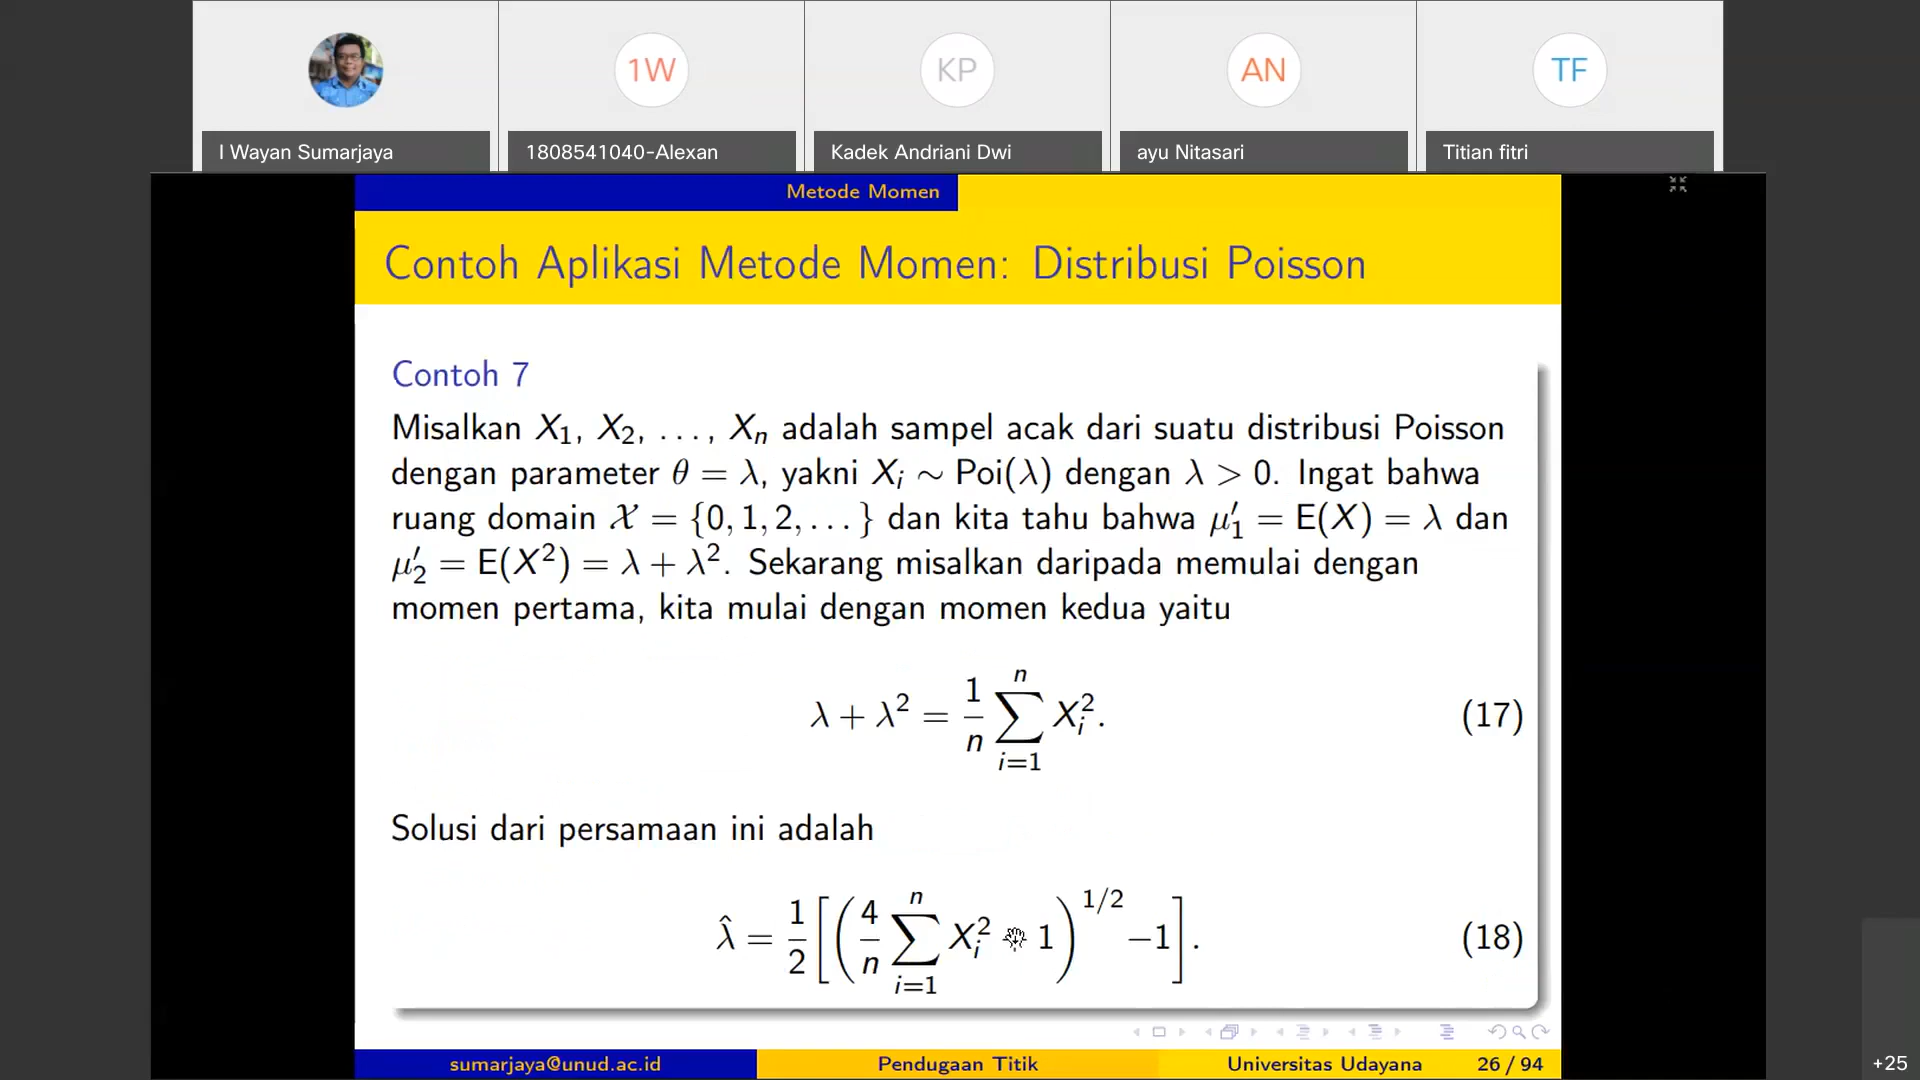 1W
KP
AN
TF
I Wayan Sumarjaya
1808541040-Alexan
Kadek Andriani Dwi
ayu Nitasari
Titian fitri
Metode Momen
Contoh Aplikasi Metode Momen: Distribusi Poisson
Contoh 7
Misalkan X₁, X₂, ..., Xₙ adalah sampel acak dari suatu distribusi Poisson
dengan parameter θ = λ, yakni Xᵢ ∼ Poi(λ) dengan λ > 0. Ingat bahwa
ruang domain 𝒳 = {0, 1, 2, ...} dan kita tahu bahwa μ′₁ = E(X) = λ dan
μ′₂ = E(X²) = λ + λ². Sekarang misalkan daripada memulai dengan
momen pertama, kita mulai dengan momen kedua yaitu
λ + λ² = 1/n ∑ᵢ₌₁ⁿ Xᵢ². (17)
Solusi dari persamaan ini adalah
λ̂ = 1/2 [(4/n ∑ᵢ₌₁ⁿ Xᵢ² + 1)^1/2 −1]. (18)
sumarjaya@unud.ac.id
Pendugaan Titik
Universitas Udayana
26 / 94
+25